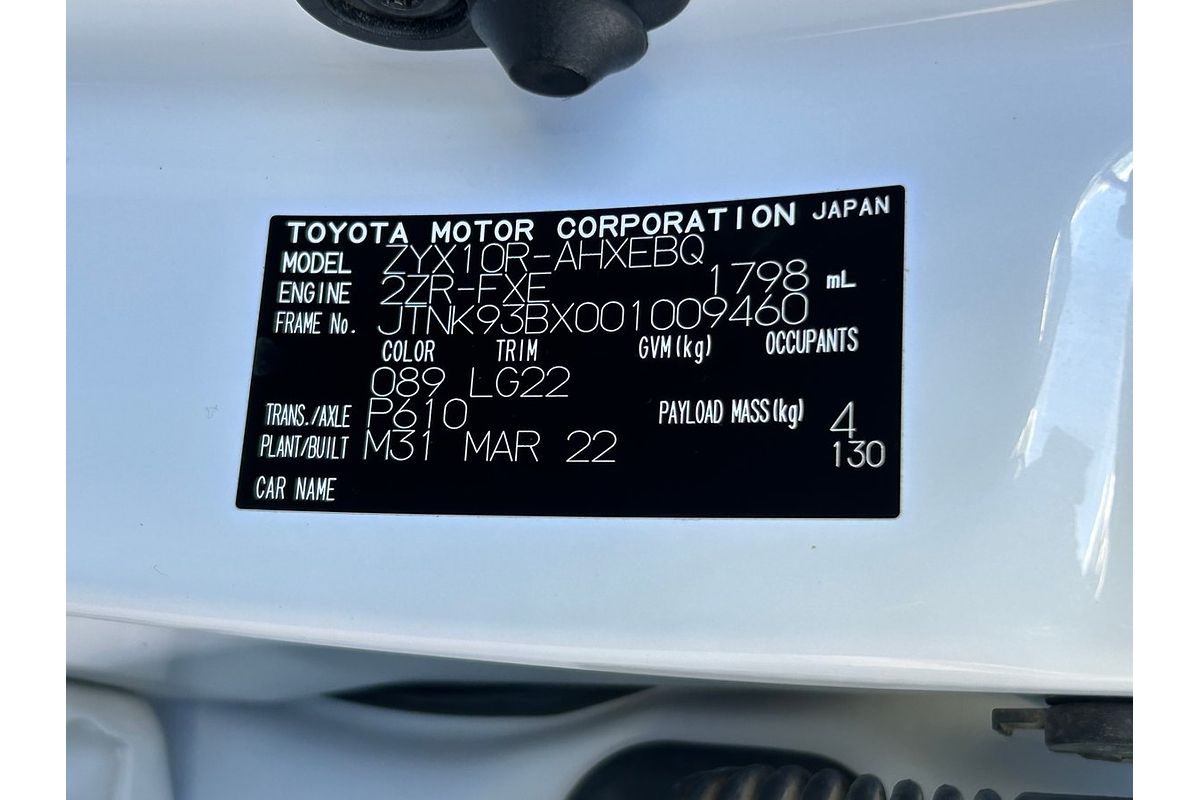 TOYOTA MOTOR CORPORATION JAPAN
MODEL ZYX10R-AHXEBQ
ENGINE 2ZR-FXE 1798 mL
FRAME No. JTNK93BX001009460
COLOR TRIM GVM(kg) OCCUPANTS
089 LG22
TRANS./AXLE P610 PAYLOAD MASS(kg) 4
PLANT/BUILT M31 MAR 22 130
CAR NAME